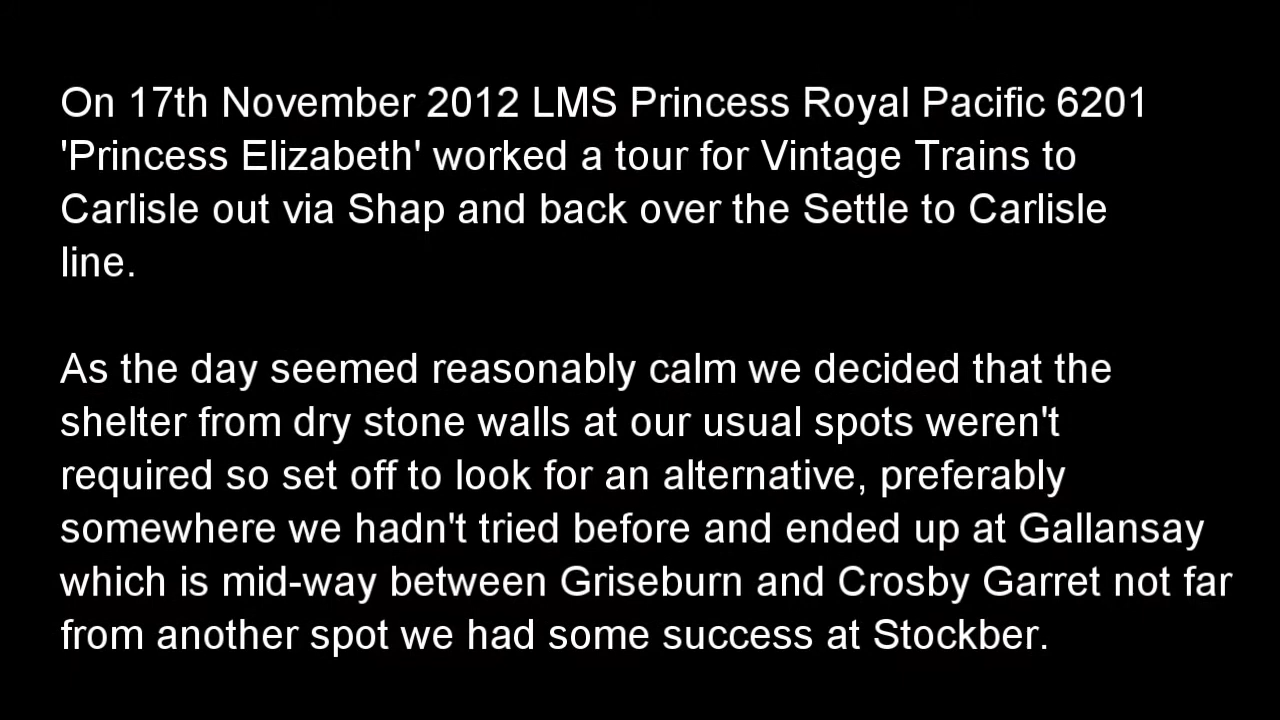 On 17th November 2012 LMS Princess Royal Pacific 6201
'Princess Elizabeth' worked a tour for Vintage Trains to
Carlisle out via Shap and back over the Settle to Carlisle
line.
As the day seemed reasonably calm we decided that the
shelter from dry stone walls at our usual spots weren't
required so set off to look for an alternative, preferably
somewhere we hadn't tried before and ended up at Gallansay
which is mid-way between Griseburn and Crosby Garret not far
from another spot we had some success at Stockber.